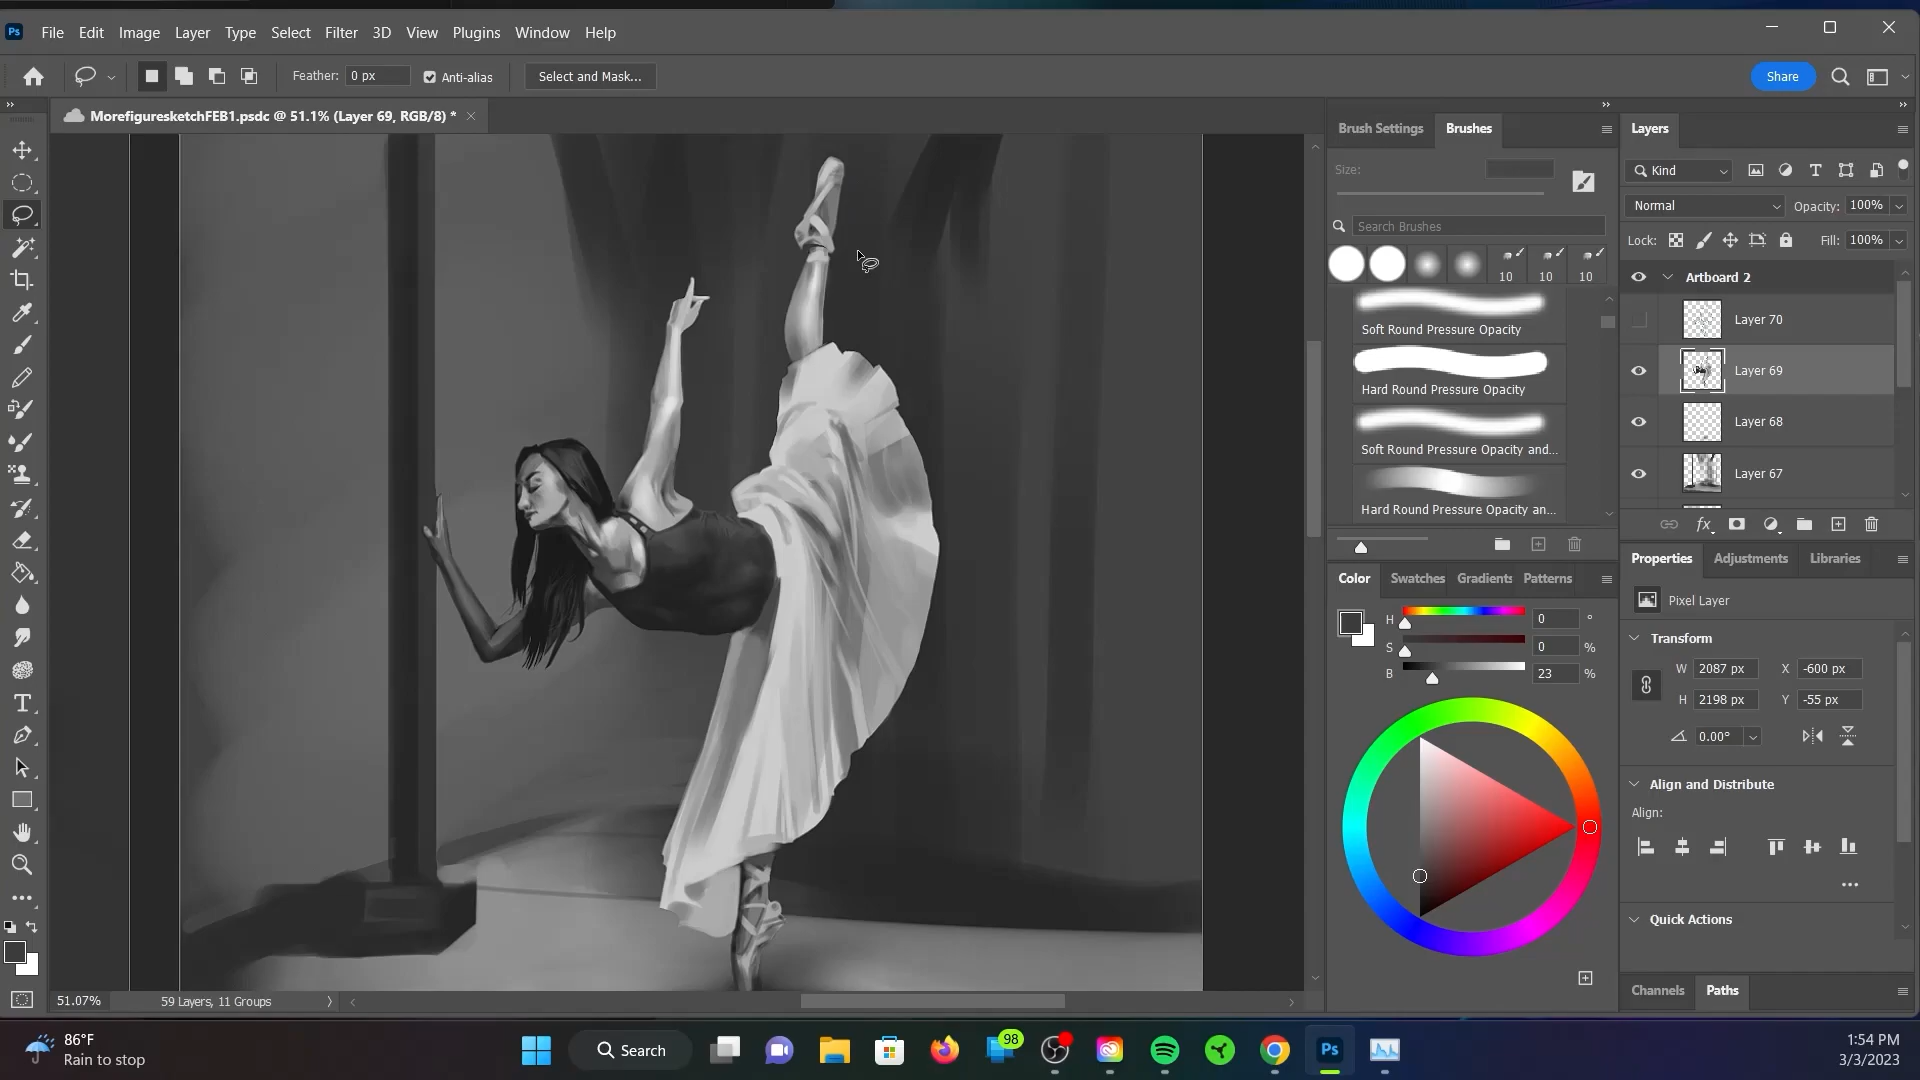 Ps File Edit Image Layer Type Select Filter 3D View Plugins Window Help
Feather: 0 px Anti-alias Select and Mask... Share
MorefiguresketchFEB1.psdc @ 51.1% (Layer 69, RGB/8) *
Brush Settings Brushes
Size:
Search Brushes
10 10 10
Soft Round Pressure Opacity
Hard Round Pressure Opacity
Soft Round Pressure Opacity and...
Hard Round Pressure Opacity an...
Color Swatches Gradients Patterns
H 0 °
S 0 %
B 23 %
Layers
Kind
Normal Opacity: 100%
Lock: Fill: 100%
Artboard 2
Layer 70
Layer 69
Layer 68
Layer 67
fx
Properties Adjustments Libraries
Pixel Layer
Transform
W 2087 px X -600 px
H 2198 px Y -55 px
0.00°
Align and Distribute
Align:
Quick Actions
Channels Paths
51.07% 59 Layers, 11 Groups
86°F
Rain to stop
Search
98
Ps
1:54 PM
3/3/2023